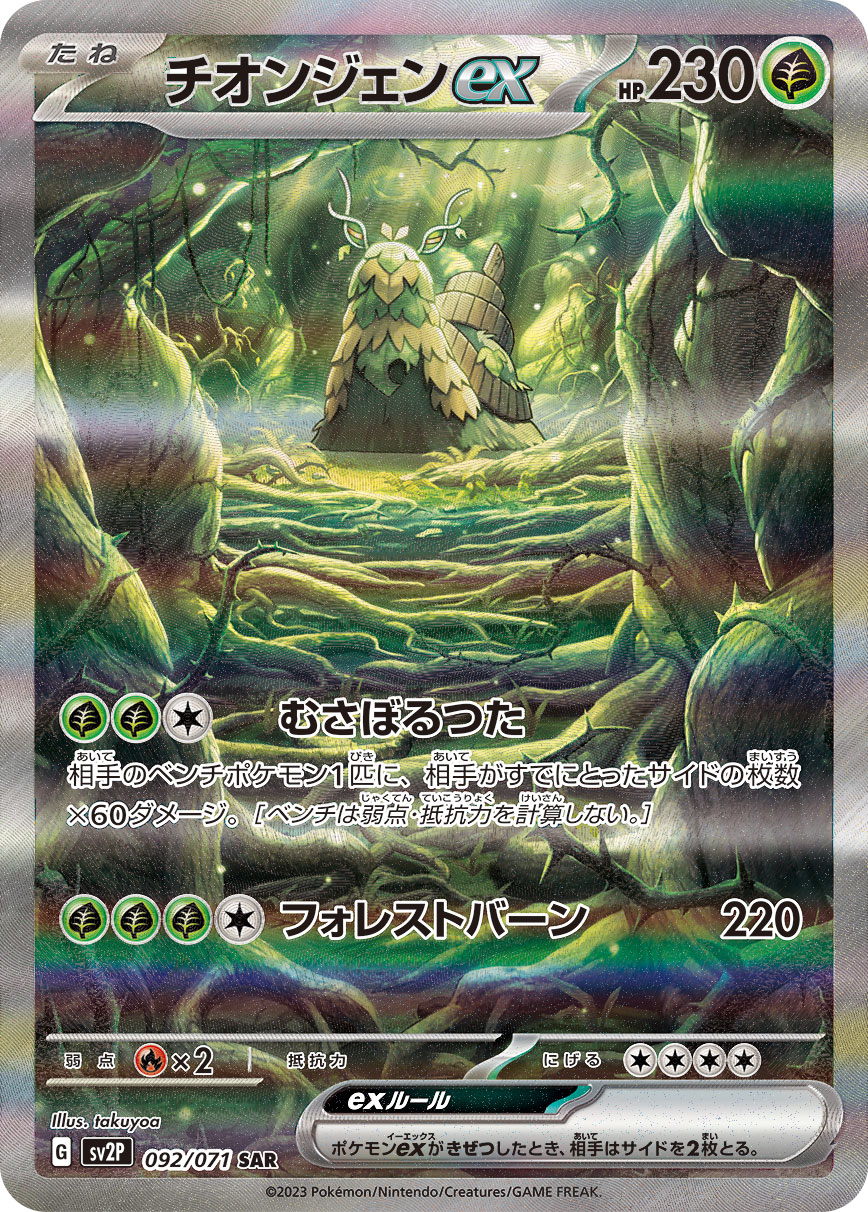 たね
チオンジェンex
HP230
むさぼるつた
相手のベンチポケモン1匹に、相手がすでにとったサイドの枚数
×60ダメージ。［ベンチは弱点・抵抗力を計算しない。］
フォレストバーン 220
弱点 ×2 抵抗力 にげる
exルール
ポケモンexがきぜつしたとき、相手はサイドを2枚とる。
Illus. takuyoa
G sv2P 092/071 SAR
©2023 Pokémon/Nintendo/Creatures/GAME FREAK.